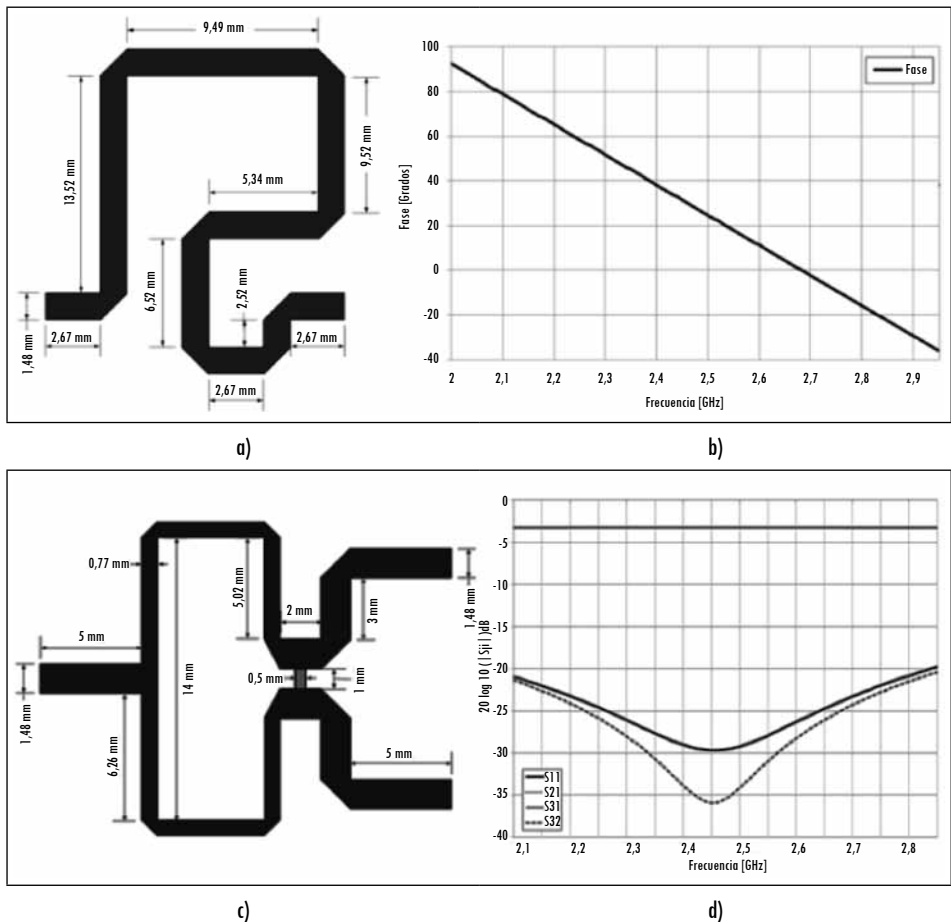 9,49 mm
13,52 mm
9,52 mm
5,34 mm
6,52 mm
2,52 mm
1,48 mm
2,67 mm
2,67 mm
2,67 mm
a)
Fase
Fase [Grados]
100
80
60
40
20
0
-20
-40
2
2,1
2,2
2,3
2,4
2,5
2,6
2,7
2,8
2,9
Frecuencia [GHz]
b)
0,77 mm
5,02 mm
2 mm
3 mm
1,48 mm
5 mm
14 mm
0,5 mm
1 mm
1,48 mm
6,26 mm
5 mm
c)
20 log 10 (|Sji|)dB
0
-5
-10
-15
-20
-25
-30
-35
-40
S11
S21
S31
S32
2,1
2,2
2,3
2,4
2,5
2,6
2,7
2,8
Frecuencia [GHz]
d)